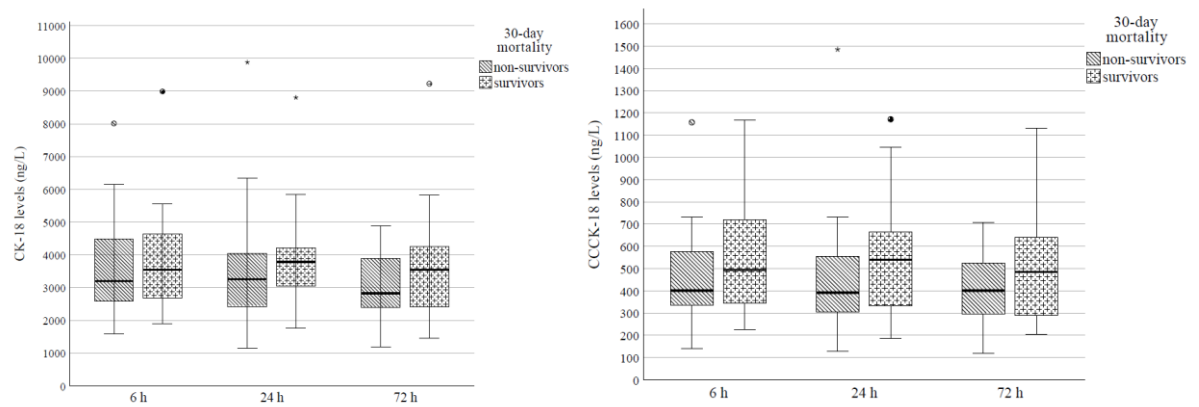 30-day
mortality
non-survivors
survivors
CK-18 levels (ng/L)
11000
10000
9000
8000
7000
6000
5000
4000
3000
2000
1000
0
6 h
24 h
72 h
30-day
mortality
non-survivors
survivors
CCCK-18 levels (ng/L)
1600
1500
1400
1300
1200
1100
1000
900
800
700
600
500
400
300
200
100
0
6 h
24 h
72 h